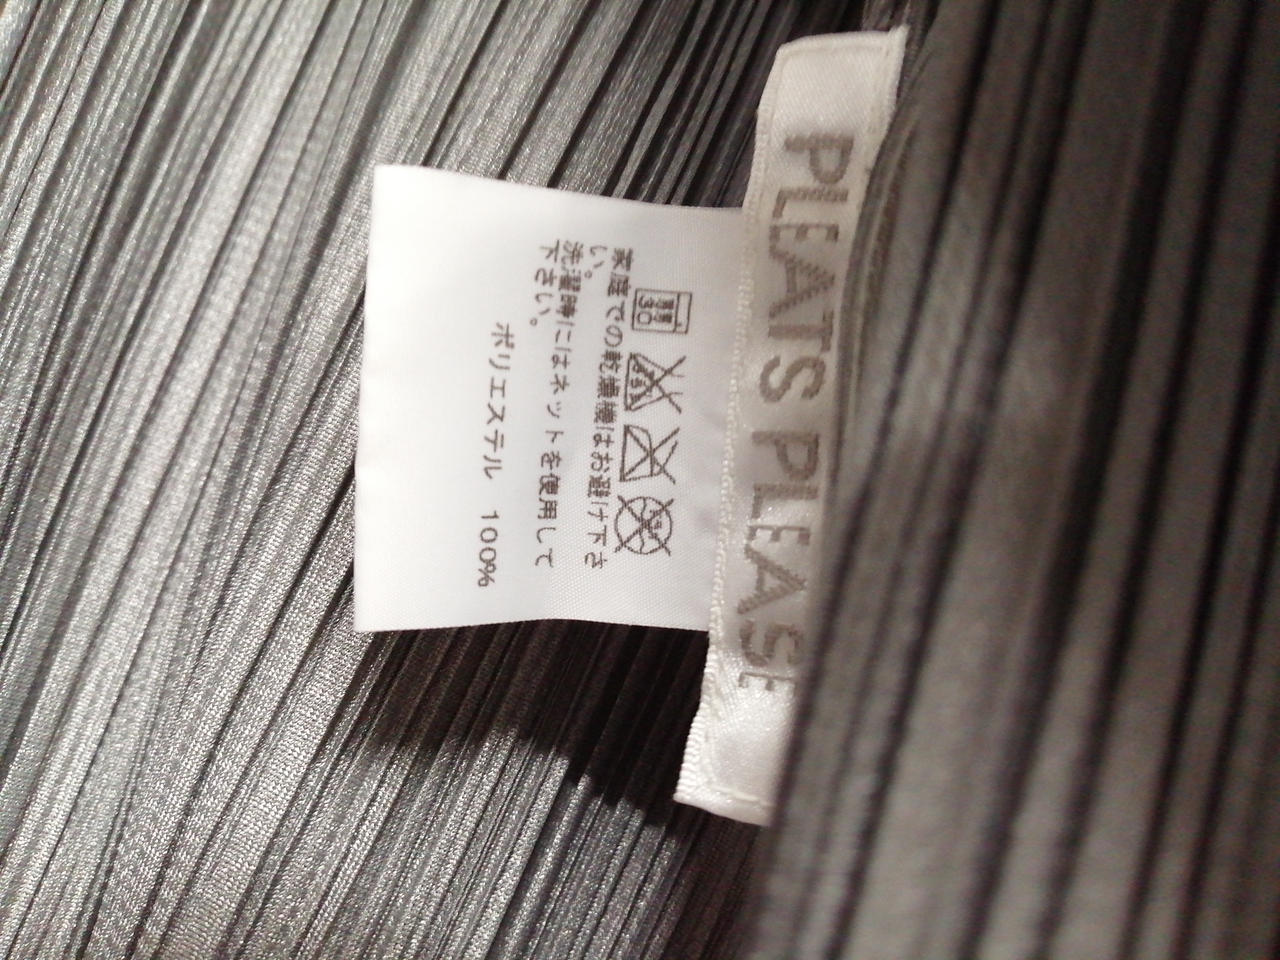 PLEATS PLEASE
弱 30
家庭での乾燥機はお避け下さ
い。
洗濯時にはネットを使用して
下さい。
ポリエステル 100%